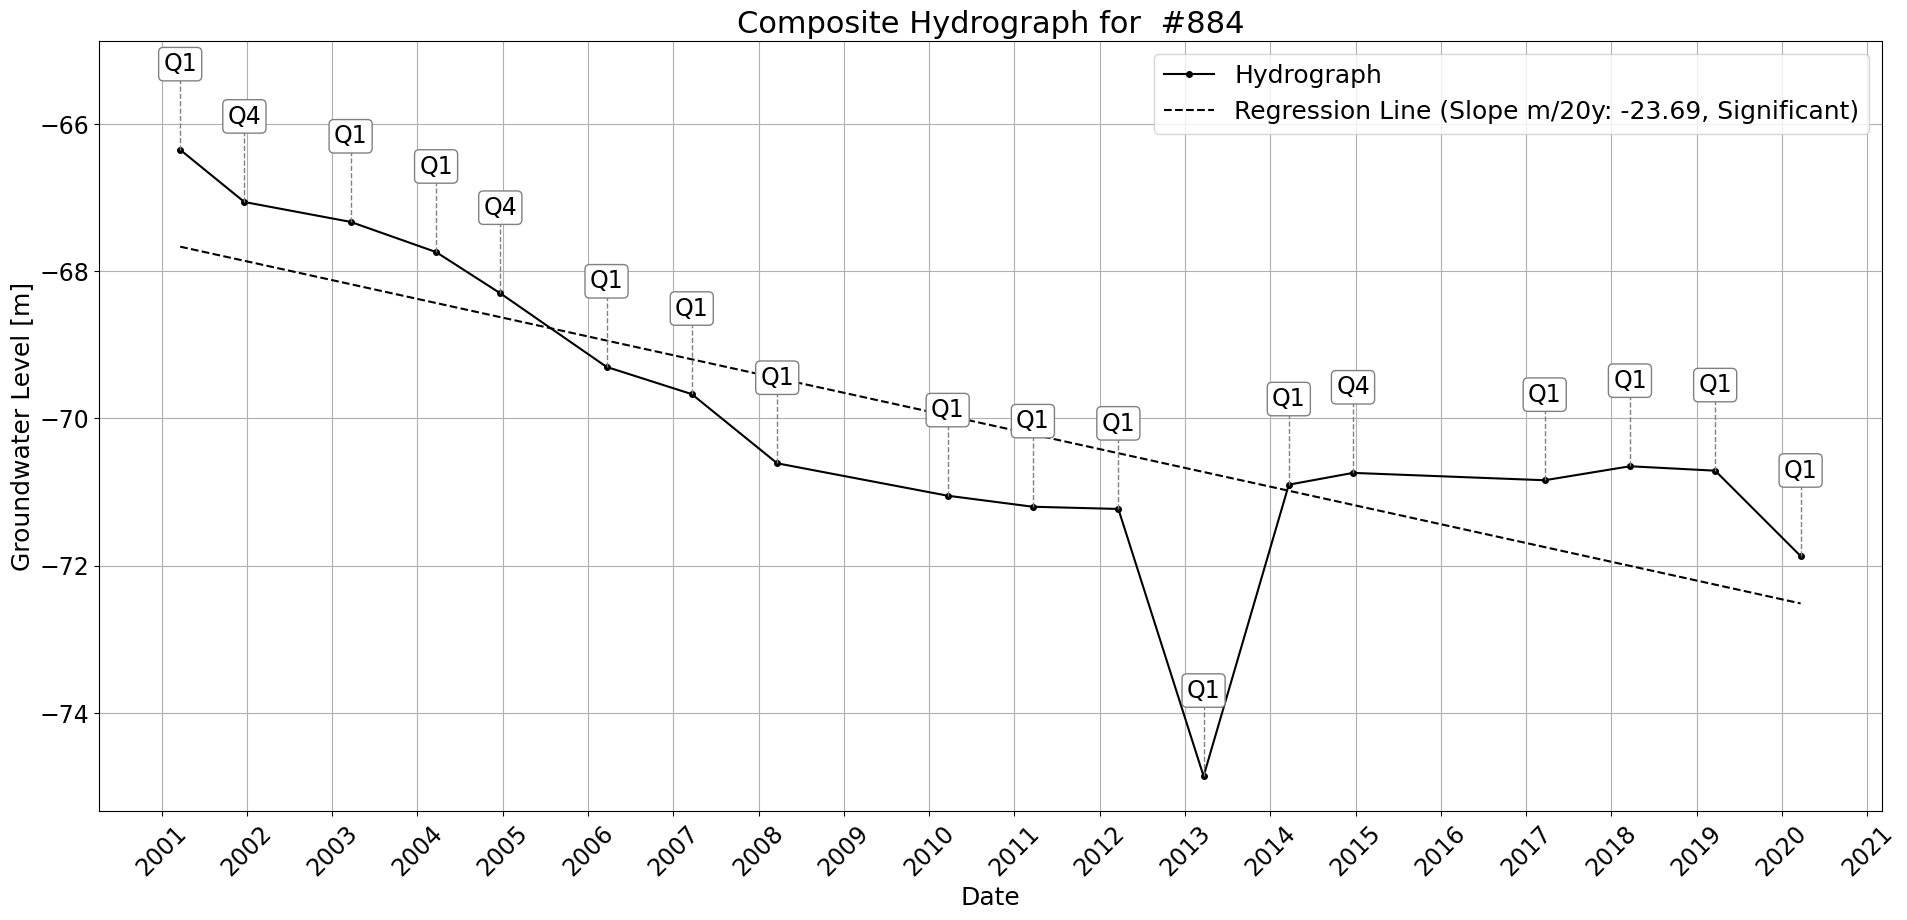 Composite Hydrograph for  #884
Hydrograph
Regression Line (Slope m/20y: -23.69, Significant)
Q1
Q4
Q1
Q1
Q4
Q1
Q1
Q1
Q1
Q1
Q1
Q1
Q1
Q4
Q1
Q1
Q1
Q1
−66
−68
−70
−72
−74
Groundwater Level [m]
2001
2002
2003
2004
2005
2006
2007
2008
2009
2010
2011
2012
2013
2014
2015
2016
2017
2018
2019
2020
2021
Date